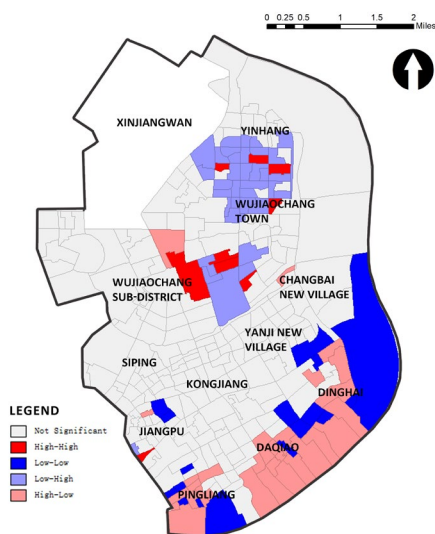 0 0.25 0.5 1 1.5 2
Miles
XINJIANGWAN
YINHANG
WUJIAOCHANG
TOWN
WUJIAOCHANG
SUB-DISTRICT
CHANGBAI
NEW VILLAGE
YANJI NEW
VILLAGE
SIPING
KONGJIANG
DINGHAI
JIANGPU
DAQIAO
PINGLIANG
LEGEND
Not Significant
High-High
Low-Low
Low-High
High-Low